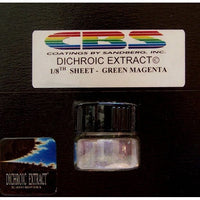 CBS
COATINGS BY SANDBERG, INC.
DICHROIC EXTRACT©
1/8TH SHEET - GREEN MAGENTA
DICHROIC EXTRACT